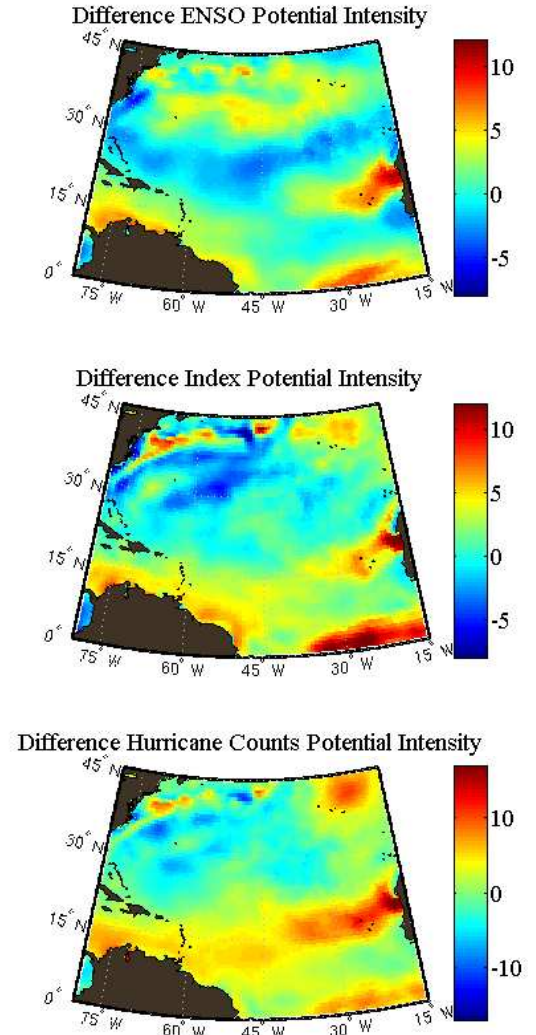 Difference ENSO Potential Intensity
45° N
30° N
15° N
0°
75° W
60° W
45° W
30° W
15° W
10
5
0
-5
Difference Index Potential Intensity
45° N
30° N
15° N
0°
75° W
60° W
45° W
30° W
15° W
10
5
0
-5
Difference Hurricane Counts Potential Intensity
45° N
30° N
15° N
0°
75° W
60° W
45° W
30° W
15° W
10
0
-10